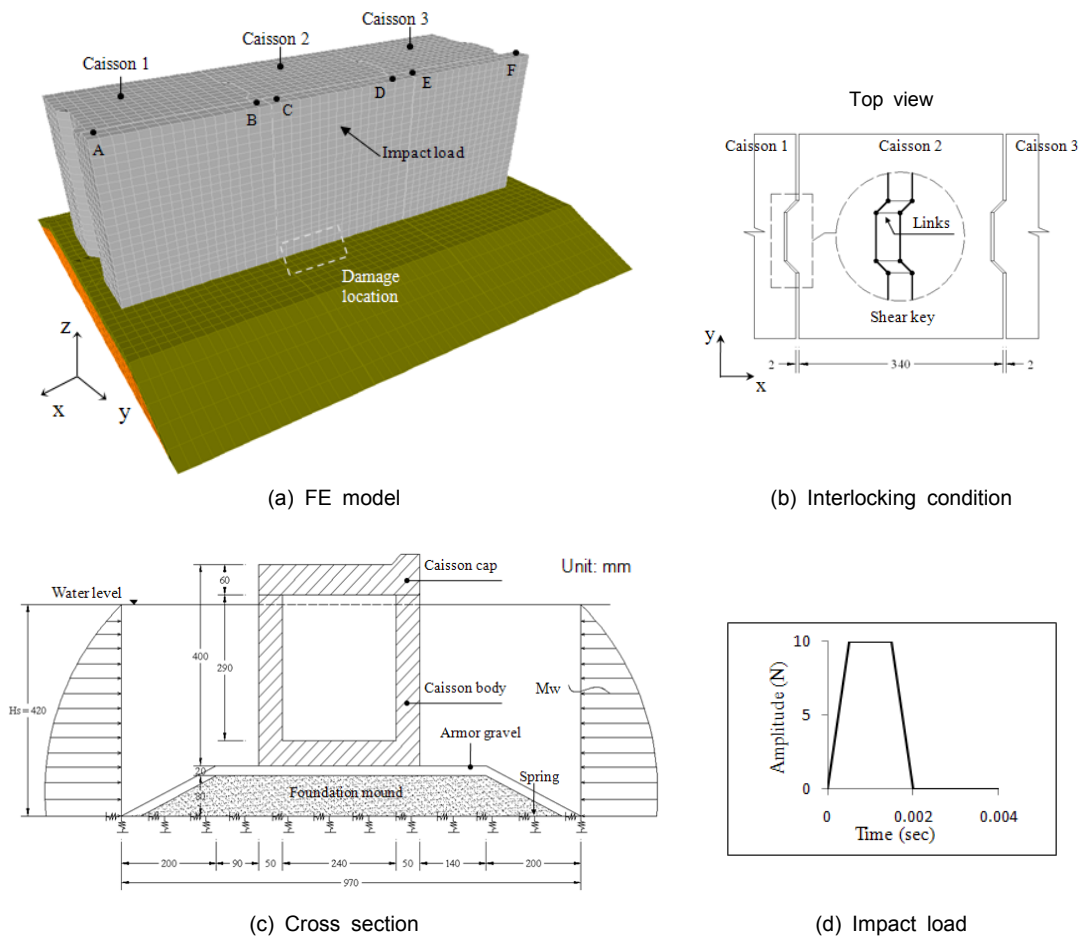 Caisson 3
Caisson 2
Caisson 1
F
E
D
C
B
A
Impact load
Damage
location
z
x
y
(a) FE model
Top view
Caisson 1
Caisson 2
Caisson 3
Links
Shear key
y
x
2
340
2
(b) Interlocking condition
Unit: mm
Caisson cap
60
Water level
400
290
Mw
Caisson body
Hs=420
Armor gravel
20
Spring
80
Foundation mound
200
90
50
240
50
140
200
970
(c) Cross section
10
5
0
Amplitude (N)
0
0.002
0.004
Time (sec)
(d) Impact load